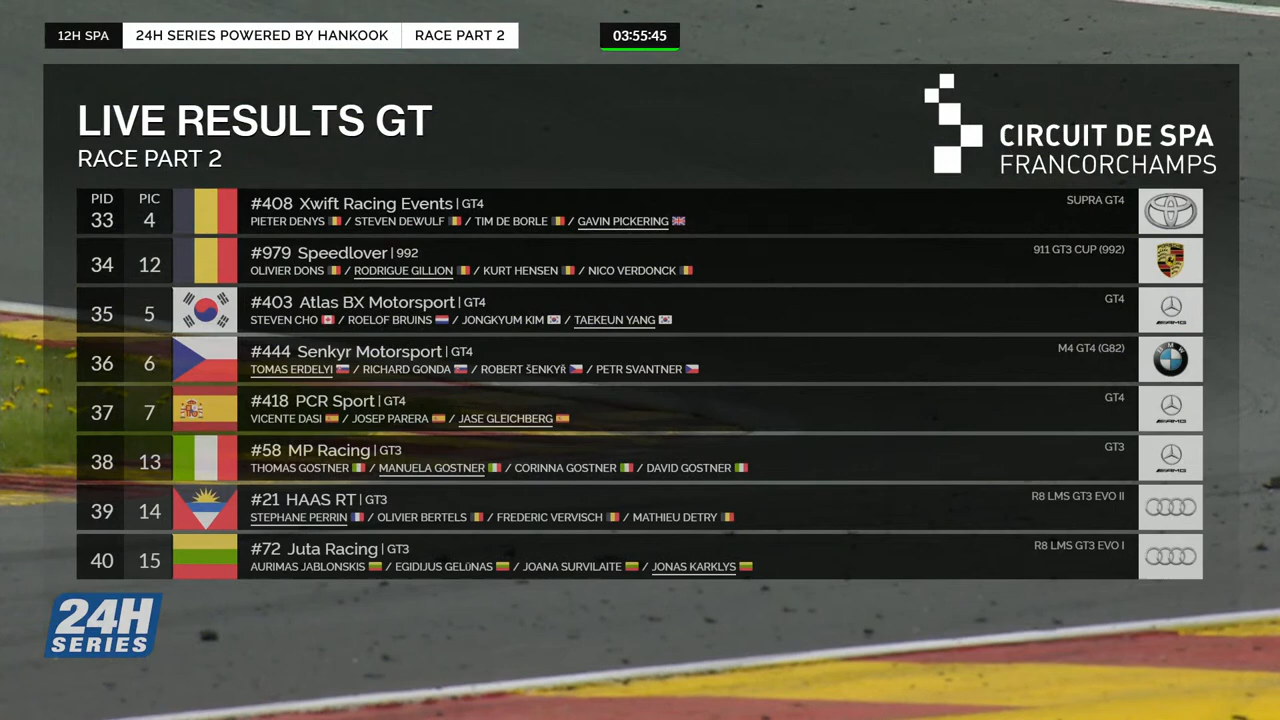 12H SPA 24H SERIES POWERED BY HANKOOK RACE PART 2 03:55:45
LIVE RESULTS GT
RACE PART 2
CIRCUIT DE SPA
FRANCORCHAMPS
PID PIC
33 4 #408 Xwift Racing Events | GT4 SUPRA GT4
PIETER DENYS / STEVEN DEWULF / TIM DE BORLE / GAVIN PICKERING
34 12 #979 Speedlover | 992 911 GT3 CUP (992)
OLIVIER DONS / RODRIGUE GILLION / KURT HENSEN / NICO VERDONCK
35 5 #403 Atlas BX Motorsport | GT4 GT4
STEVEN CHO / ROELOF BRUINS / JONGKYUM KIM / TAEKEUN YANG
AMG
36 6 #444 Senkyr Motorsport | GT4 M4 GT4 (G82)
TOMAS ERDELYI / RICHARD GONDA / ROBERT ŠENKYŘ / PETR SVANTNER
BMW
37 7 #418 PCR Sport | GT4 GT4
VICENTE DASI / JOSEP PARERA / JASE GLEICHBERG
AMG
38 13 #58 MP Racing | GT3 GT3
THOMAS GOSTNER / MANUELA GOSTNER / CORINNA GOSTNER / DAVID GOSTNER
AMG
39 14 #21 HAAS RT | GT3 R8 LMS GT3 EVO II
STEPHANE PERRIN / OLIVIER BERTELS / FREDERIC VERVISCH / MATHIEU DETRY
40 15 #72 Juta Racing | GT3 R8 LMS GT3 EVO I
AURIMAS JABLONSKIS / EGIDIJUS GELŪNAS / JOANA SURVILAITE / JONAS KARKLYS
24H
SERIES